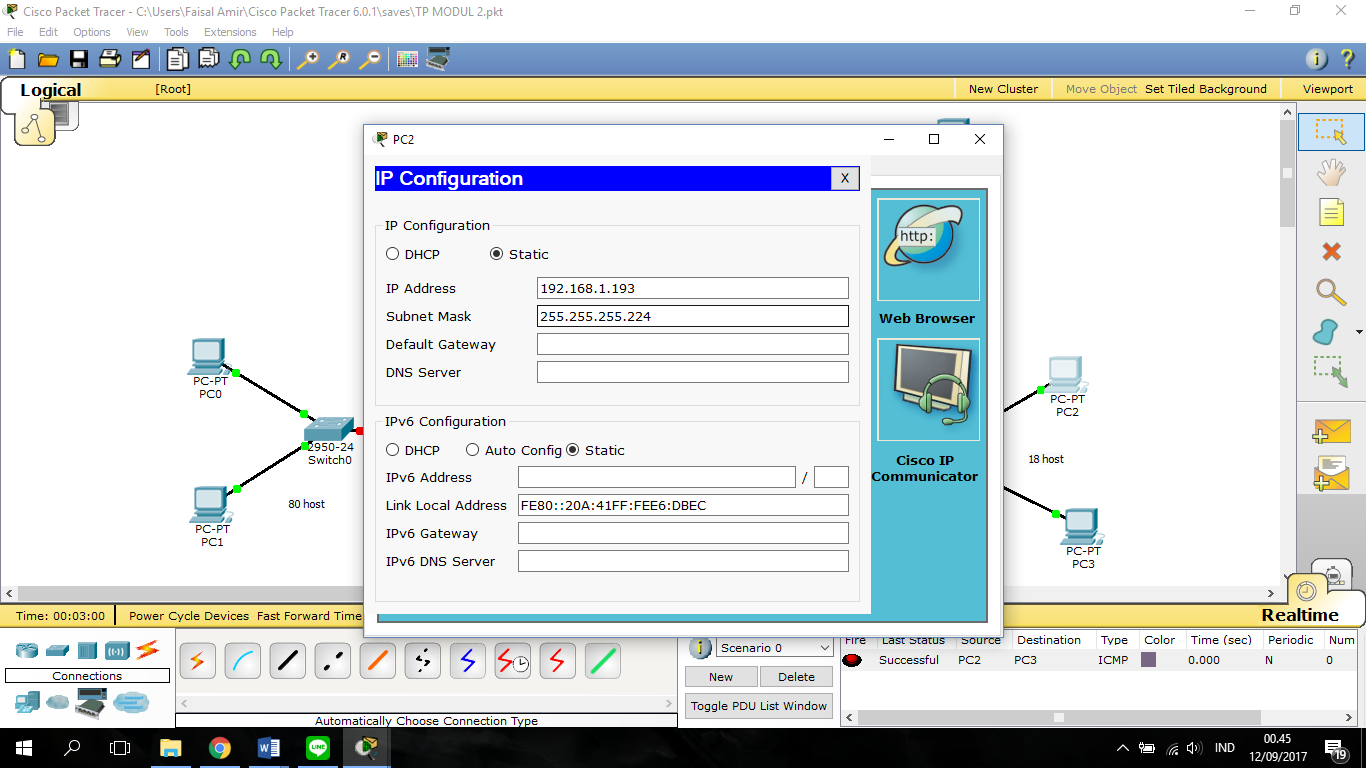 Cisco Packet Tracer - C:\Users\Faisal Amir\Cisco Packet Tracer 6.0.1\saves\TP MODUL 2.pkt
File Edit Options View Tools Extensions Help
Logical [Root] New Cluster Move Object Set Tiled Background Viewport
PC2
IP Configuration X
IP Configuration
DHCP Static
IP Address 192.168.1.193
Subnet Mask 255.255.255.224
Default Gateway
DNS Server
IPv6 Configuration
DHCP Auto Config Static
IPv6 Address /
Link Local Address FE80::20A:41FF:FEE6:DBEC
IPv6 Gateway
IPv6 DNS Server
http:
Web Browser
Cisco IP
Communicator
PC-PT
PC0
2950-24
Switch0
80 host
PC-PT
PC1
PC-PT
PC2
18 host
PC-PT
PC3
Time: 00:03:00 Power Cycle Devices Fast Forward Time
Realtime
Connections
Automatically Choose Connection Type
Scenario 0
New Delete
Toggle PDU List Window
Fire Last Status Source Destination Type Color Time (sec) Periodic Num
Successful PC2 PC3 ICMP 0.000 N 0
IND
00.45
12/09/2017
19